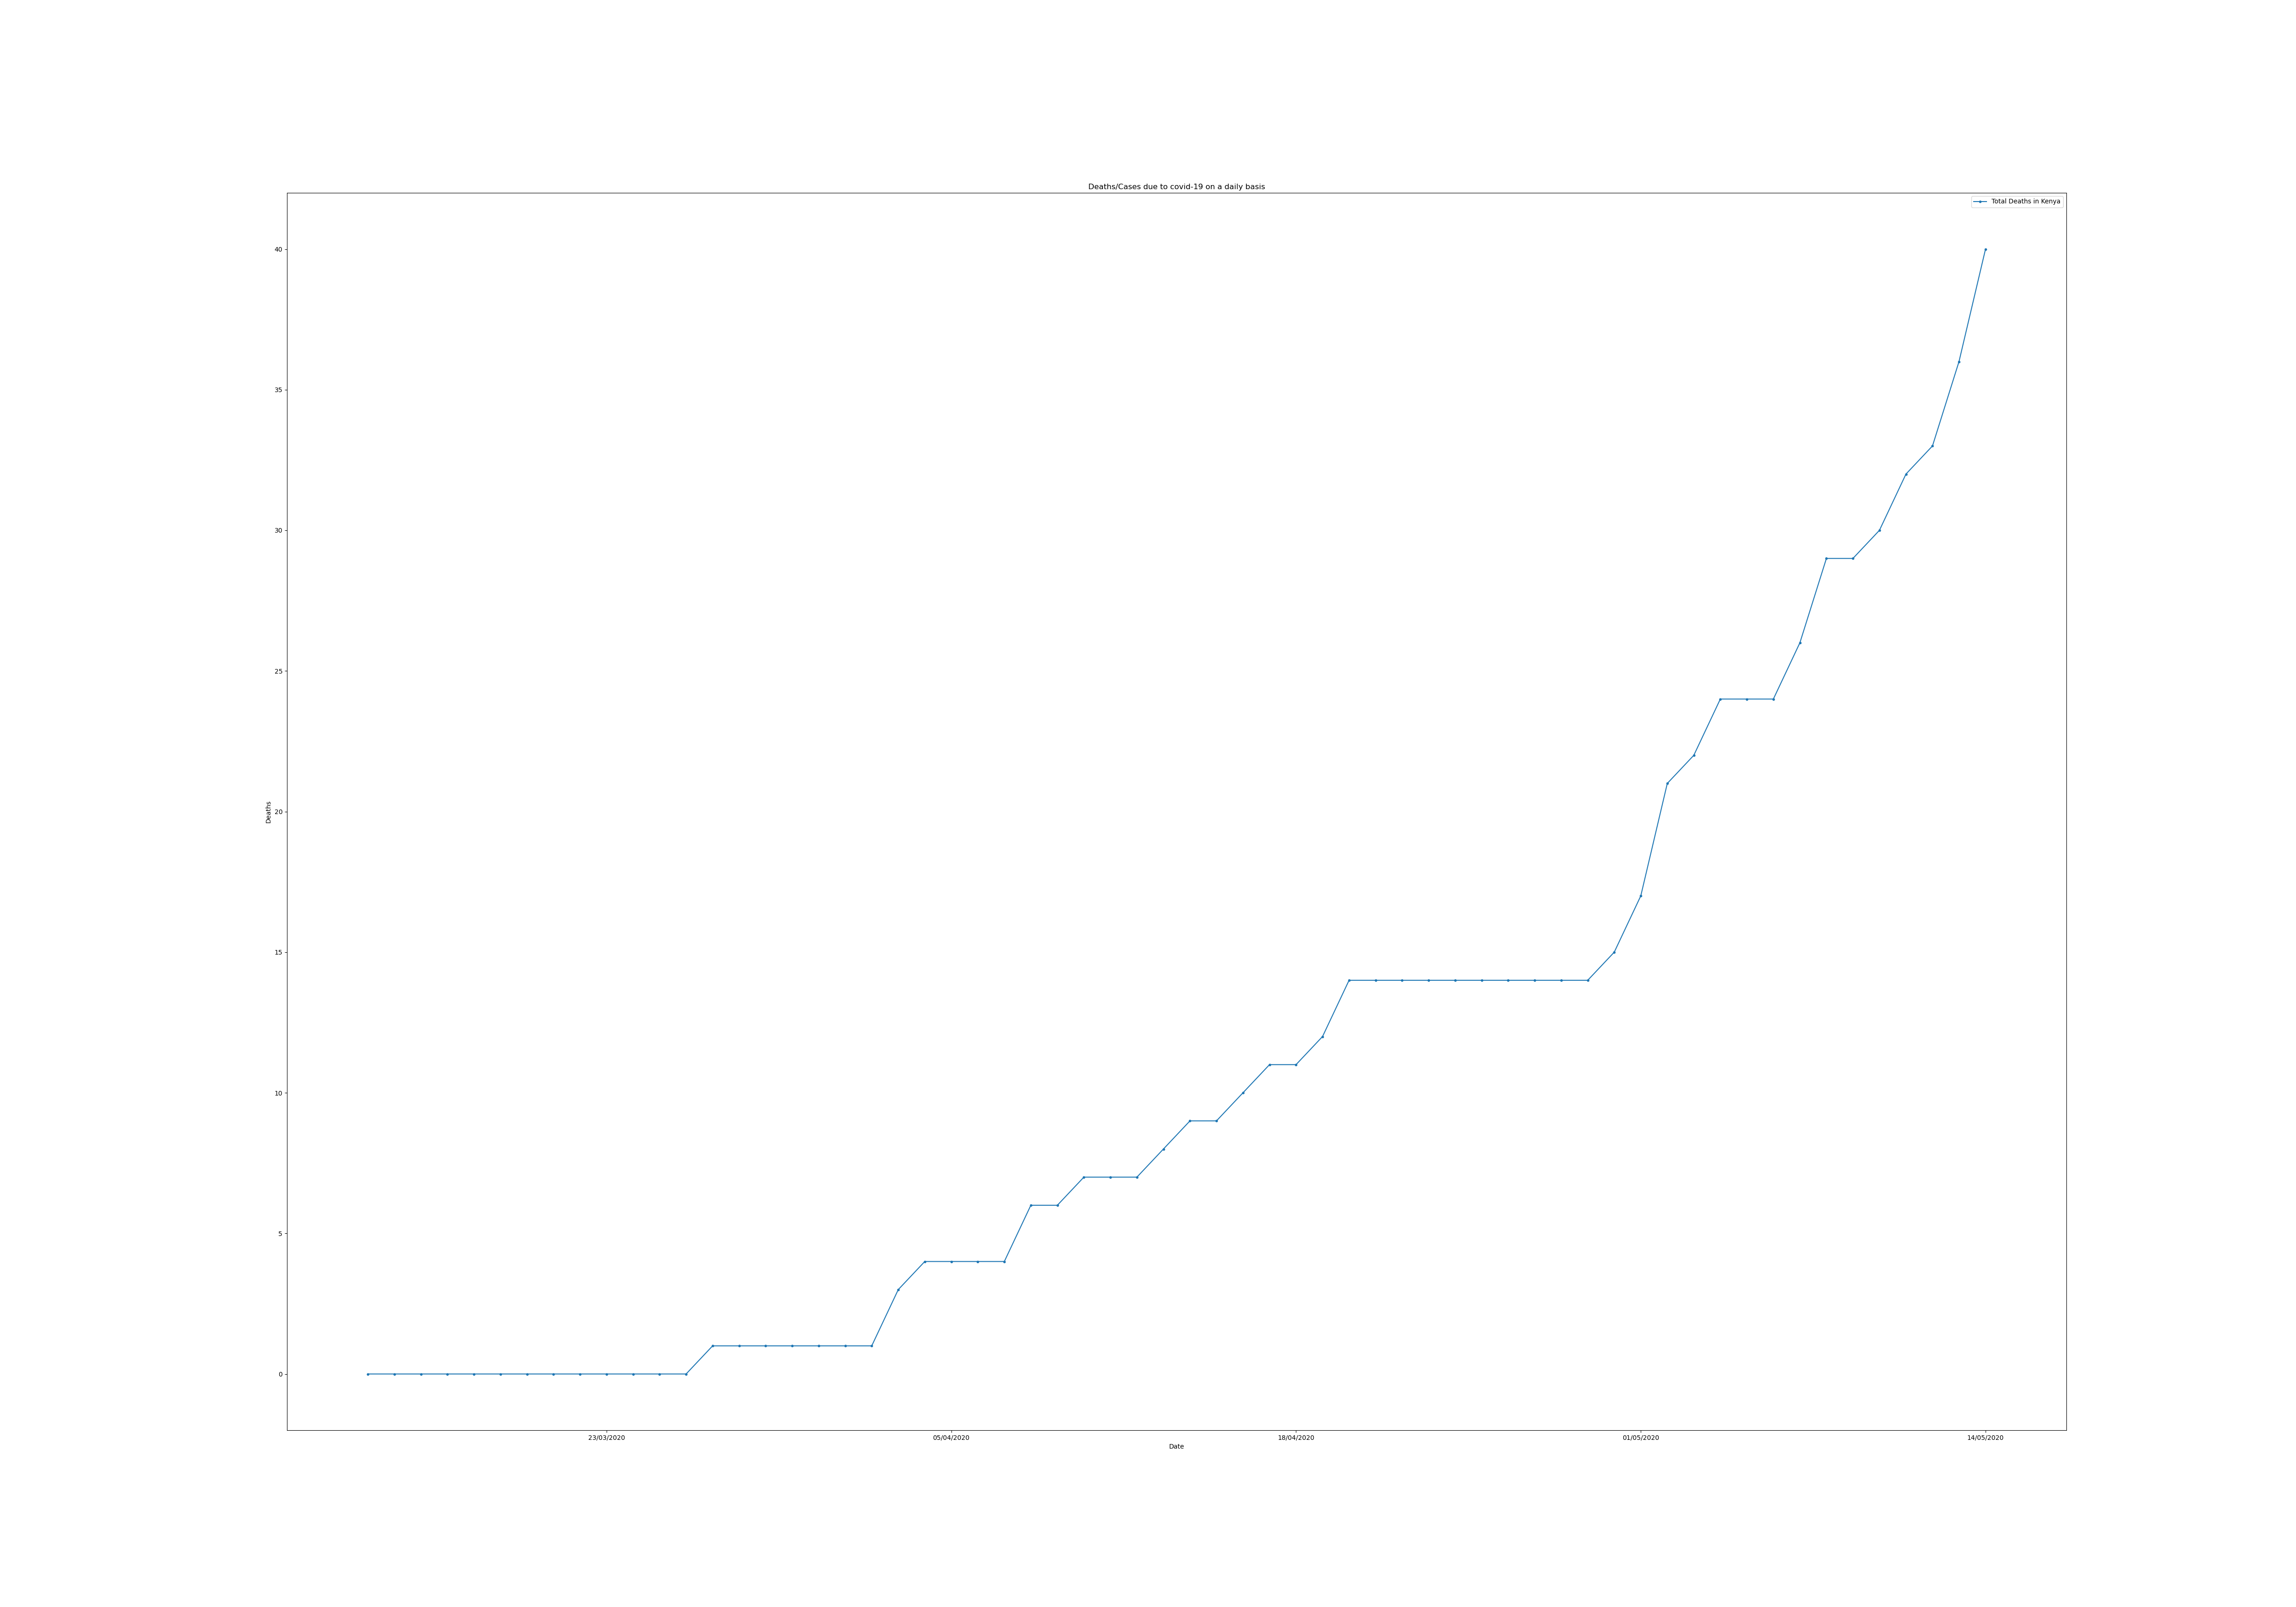 Deaths/Cases due to covid-19 on a daily basis
Total Deaths in Kenya
40
35
30
25
20
15
10
5
0
Deaths
23/03/2020 05/04/2020 18/04/2020 01/05/2020 14/05/2020
Date